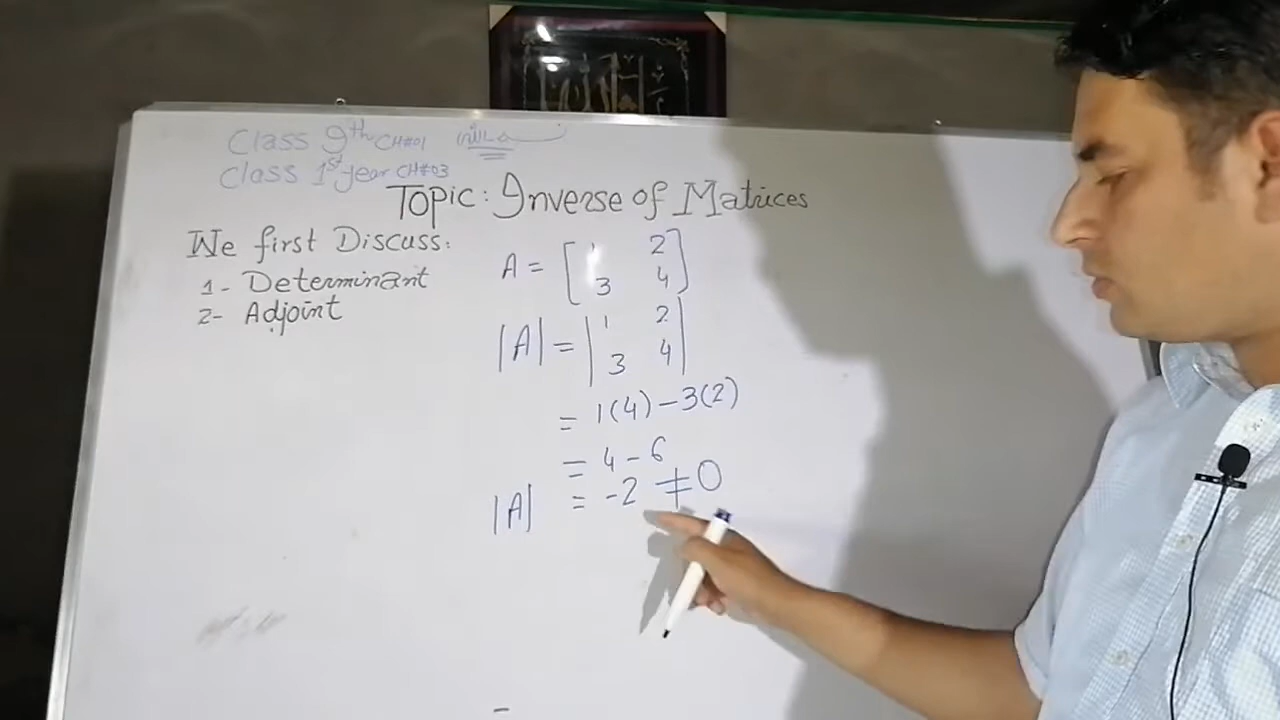 Class 9th CH#01
Class 1st year CH#03
Topic: Inverse of Matrices
We first Discuss:
1- Determinant
2- Adjoint
A = [1 2
3 4]
|A| = |1 2
3 4|
= 1(4) - 3(2)
= 4 - 6
|A| = -2 ≠ 0